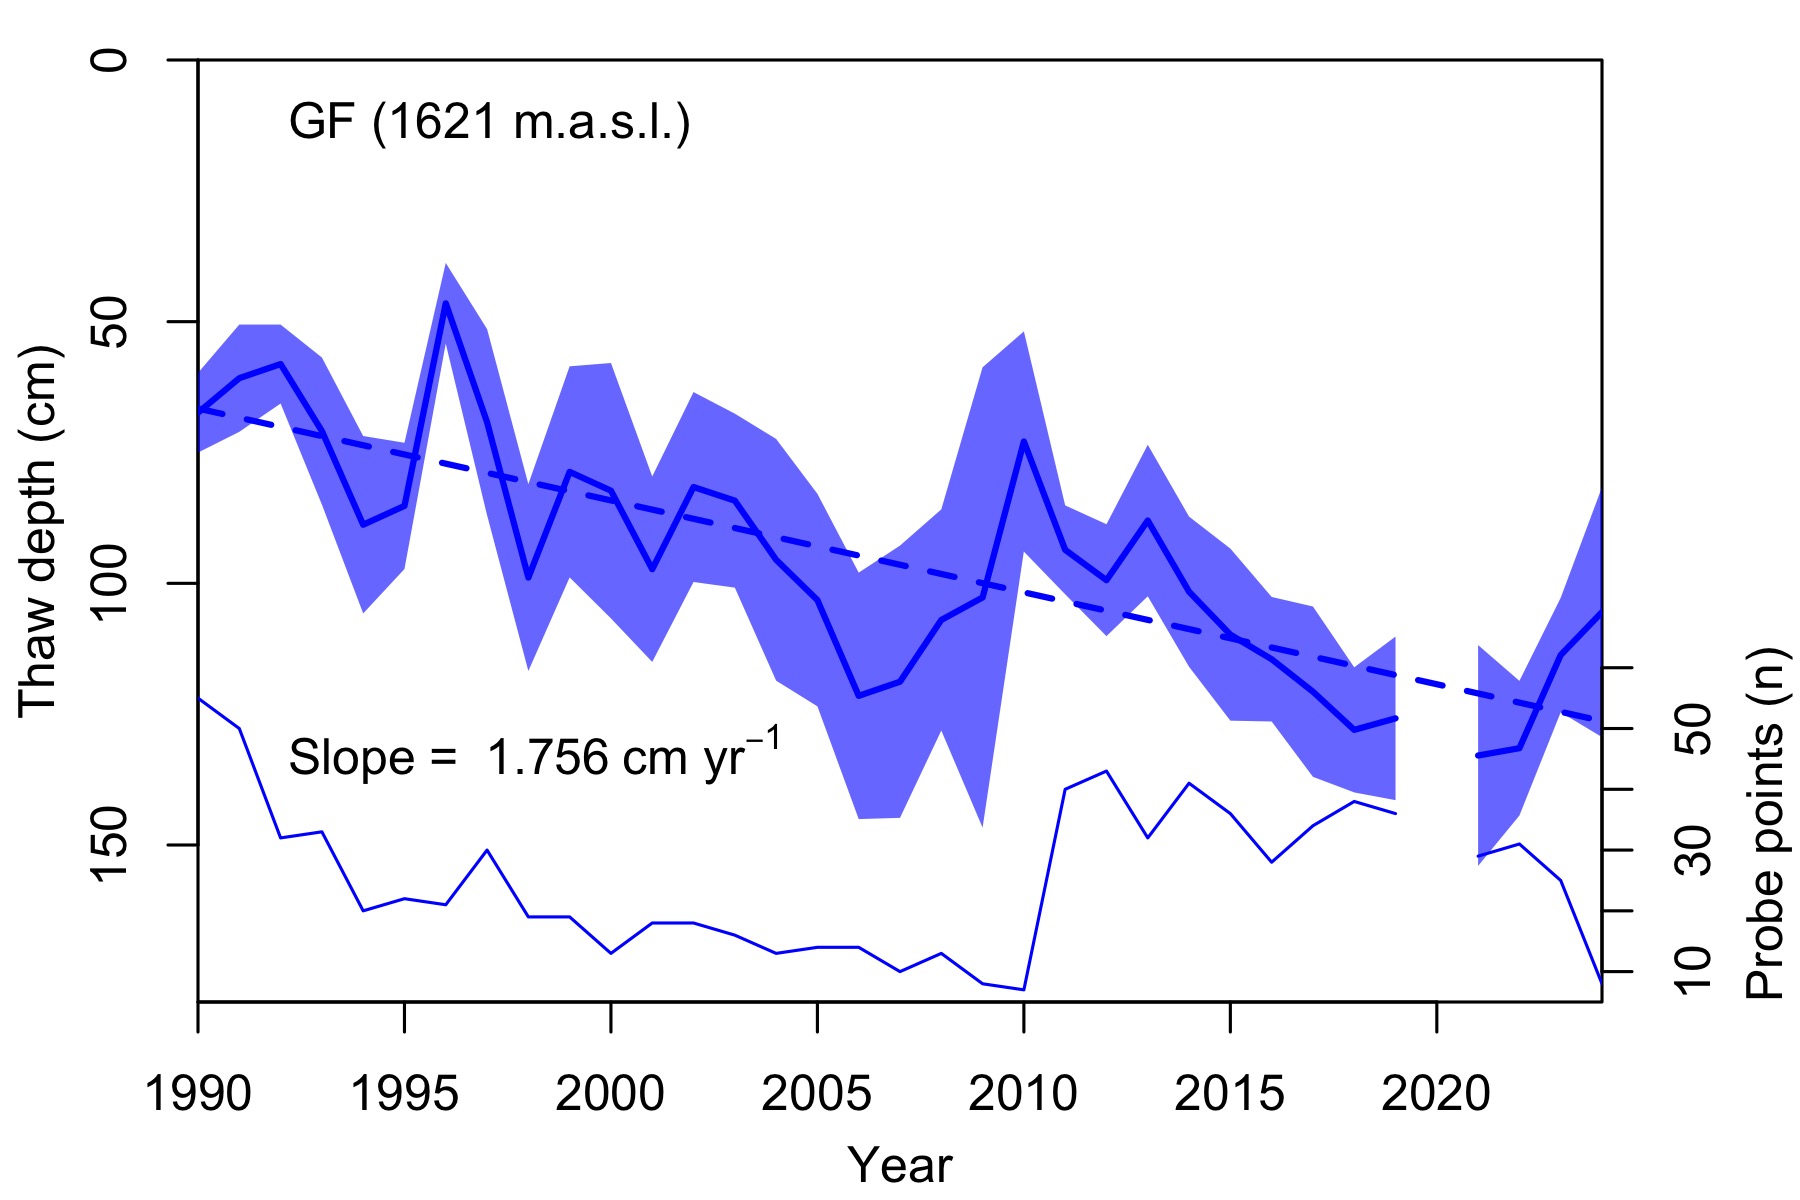 GF (1621 m.a.s.l.)
Slope =  1.756 cm yr⁻¹
Thaw depth (cm)
0
50
100
150
Probe points (n)
50
30
10
1990 1995 2000 2005 2010 2015 2020
Year